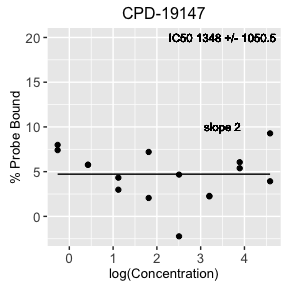 CPD-19147
IC50 1348 +/- 1050.5
slope 2
% Probe Bound
20
15
10
5
0
0 1 2 3 4
log(Concentration)